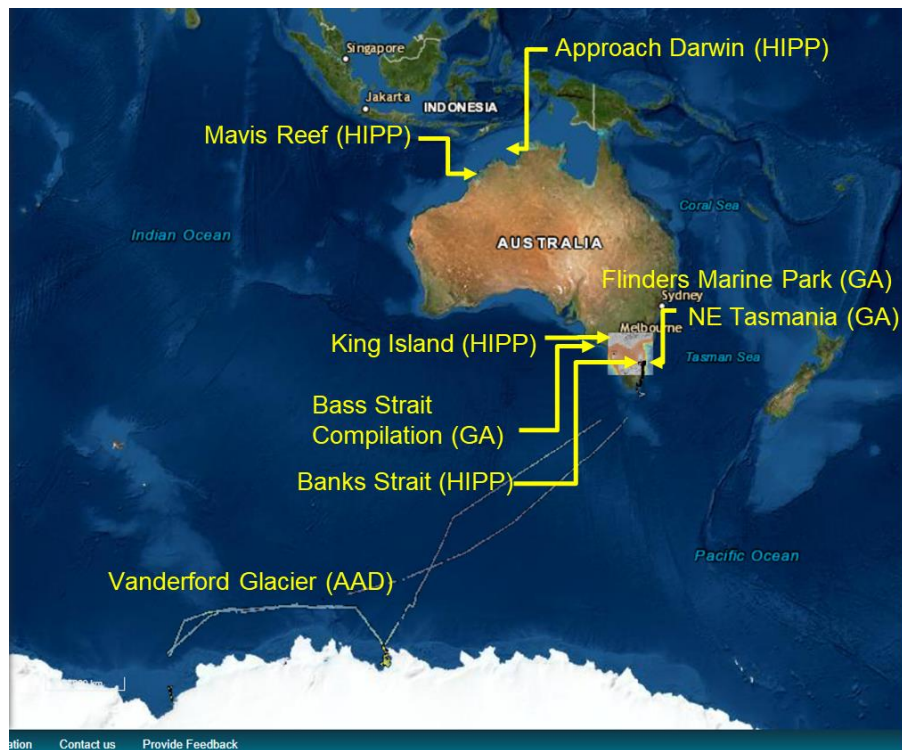 Approach Darwin (HIPP)
Singapore
Jakarta
INDONESIA
Mavis Reef (HIPP)
Coral Sea
Indian Ocean
AUSTRALIA
Flinders Marine Park (GA)
Sydney
NE Tasmania (GA)
Melbourne
King Island (HIPP)
Tasman Sea
Bass Strait
Compilation (GA)
Banks Strait (HIPP)
Pacific Ocean
Vanderford Glacier (AAD)
km
Contact us
Provide Feedback